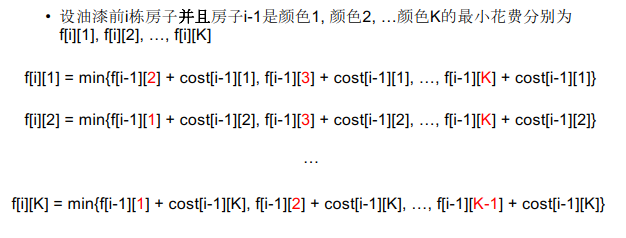 • 设油漆前i栋房子并且房子i-1是颜色1, 颜色2, …颜色K的最小花费分别为
f[i][1], f[i][2], …, f[i][K]
f[i][1] = min{f[i-1][2] + cost[i-1][1], f[i-1][3] + cost[i-1][1], …, f[i-1][K] + cost[i-1][1]}
f[i][2] = min{f[i-1][1] + cost[i-1][2], f[i-1][3] + cost[i-1][2], …, f[i-1][K] + cost[i-1][2]}
…
f[i][K] = min{f[i-1][1] + cost[i-1][K], f[i-1][2] + cost[i-1][K], …, f[i-1][K-1] + cost[i-1][K]}